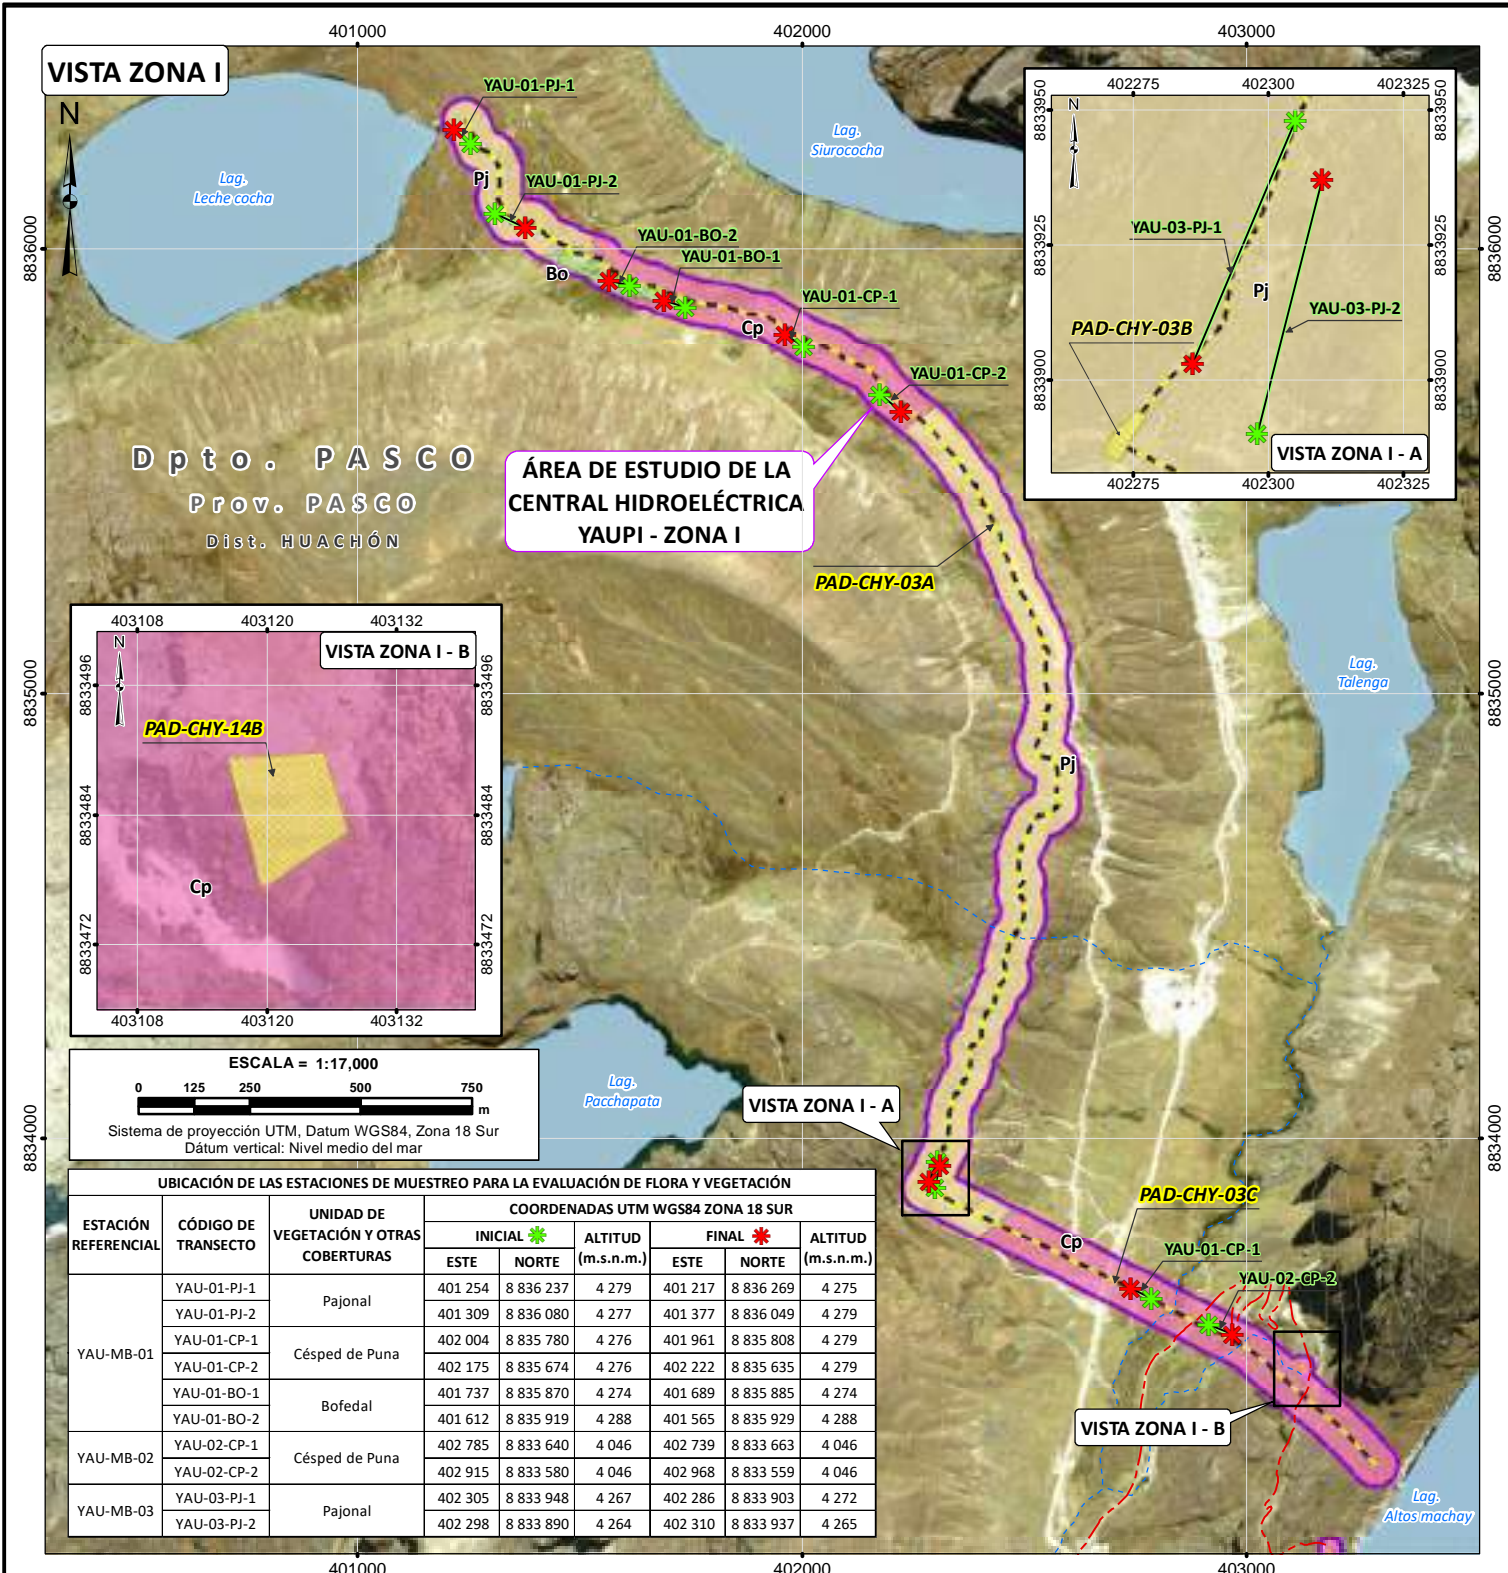 401000 402000 403000
VISTA ZONA I
N
YAU-01-PJ-1
Lag.
Siurococha
Lag.
Leche cocha
Pj
YAU-01-PJ-2
8836000
8836000
YAU-01-BO-2
YAU-01-BO-1
Bo
YAU-01-CP-1
Cp
YAU-01-CP-2
402275 402300 402325
N
8833950
8833950
YAU-03-PJ-1
8833925
8833925
Pj
YAU-03-PJ-2
PAD-CHY-03B
8833900
8833900
VISTA ZONA I - A
402275 402300 402325
Dpto. PASCO
Prov. PASCO
Dist. HUACHÓN
ÁREA DE ESTUDIO DE LA
CENTRAL HIDROELÉCTRICA
YAUPI - ZONA I
PAD-CHY-03A
403108 403120 403132
N
VISTA ZONA I - B
8833496
8833496
PAD-CHY-14B
8833484
8833484
Cp
8833472
8833472
403108 403120 403132
8835000
8835000
Lag.
Talenga
Pj
ESCALA = 1:17,000
0 125 250 500 750
m
Sistema de proyección UTM, Datum WGS84, Zona 18 Sur
Dátum vertical: Nivel medio del mar
Lag.
Pacchapata
VISTA ZONA I - A
8834000
8834000
PAD-CHY-03C
Cp
YAU-01-CP-1
YAU-02-CP-2
VISTA ZONA I - B
Lag.
Altos machay
UBICACIÓN DE LAS ESTACIONES DE MUESTREO PARA LA EVALUACIÓN DE FLORA Y VEGETACIÓN
ESTACIÓN REFERENCIAL CÓDIGO DE TRANSECTO UNIDAD DE VEGETACIÓN Y OTRAS COBERTURAS COORDENADAS UTM WGS84 ZONA 18 SUR
INICIAL ALTITUD (m.s.n.m.) FINAL ALTITUD (m.s.n.m.)
ESTE NORTE ESTE NORTE
YAU-MB-01 YAU-01-PJ-1 Pajonal 401 254 8 836 237 4 279 401 217 8 836 269 4 275
YAU-01-PJ-2 401 309 8 836 080 4 277 401 377 8 836 049 4 279
YAU-01-CP-1 Césped de Puna 402 004 8 835 780 4 276 401 961 8 835 808 4 279
YAU-01-CP-2 402 175 8 835 674 4 276 402 222 8 835 635 4 279
YAU-01-BO-1 Bofedal 401 737 8 835 870 4 274 401 689 8 835 885 4 274
YAU-01-BO-2 401 612 8 835 919 4 288 401 565 8 835 929 4 288
YAU-MB-02 YAU-02-CP-1 Césped de Puna 402 785 8 833 640 4 046 402 739 8 833 663 4 046
YAU-02-CP-2 402 915 8 833 580 4 046 402 968 8 833 559 4 046
YAU-MB-03 YAU-03-PJ-1 Pajonal 402 305 8 833 948 4 267 402 286 8 833 903 4 272
YAU-03-PJ-2 402 298 8 833 890 4 264 402 310 8 833 937 4 265
401000 402000 403000